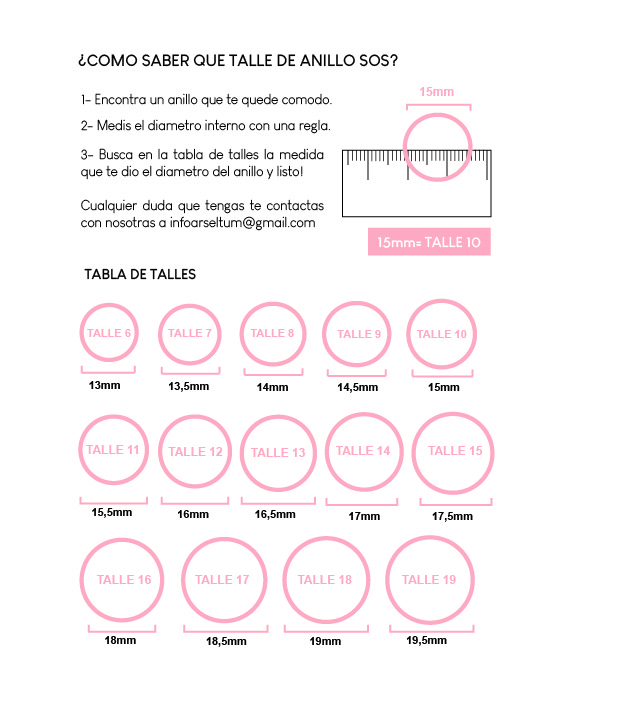 ¿COMO SABER QUE TALLE DE ANILLO SOS?
1- Encontra un anillo que te quede comodo.
2- Medis el diametro interno con una regla.
3- Busca en la tabla de talles la medida
que te dio el diametro del anillo y listo!
Cualquier duda que tengas te contactas
con nosotras a infoarseltum@gmail.com
15mm
15mm= TALLE 10
TABLA DE TALLES
TALLE 6 TALLE 7 TALLE 8 TALLE 9 TALLE 10
13mm 13,5mm 14mm 14,5mm 15mm
TALLE 11 TALLE 12 TALLE 13 TALLE 14 TALLE 15
15,5mm 16mm 16,5mm 17mm 17,5mm
TALLE 16 TALLE 17 TALLE 18 TALLE 19
18mm 18,5mm 19mm 19,5mm